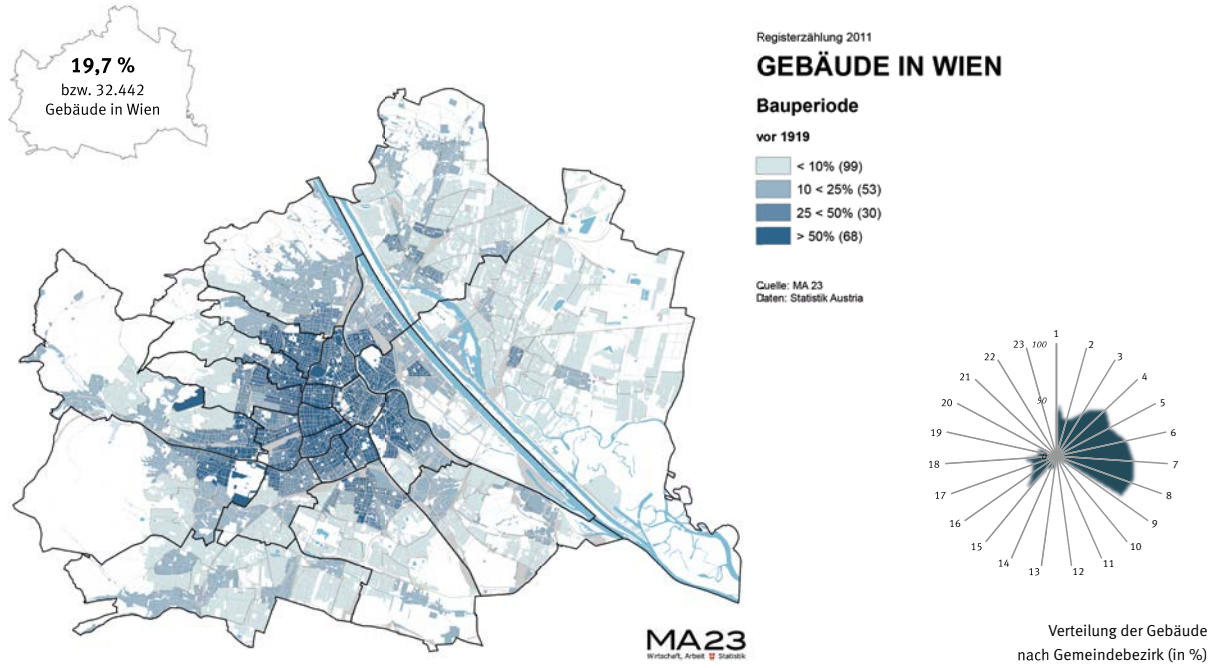 19,7 %
bzw. 32.442
Gebäude in Wien
Registerzählung 2011
GEBÄUDE IN WIEN
Bauperiode
vor 1919
< 10% (99)
10 < 25% (53)
25 < 50% (30)
> 50% (68)
Quelle: MA 23
Daten: Statistik Austria
1
2
3
4
5
6
7
8
9
10
11
12
13
14
15
16
17
18
19
20
21
22
23
100
50
MA23
Wirtschaft, Arbeit Statistik
Verteilung der Gebäude
nach Gemeindebezirk (in %)